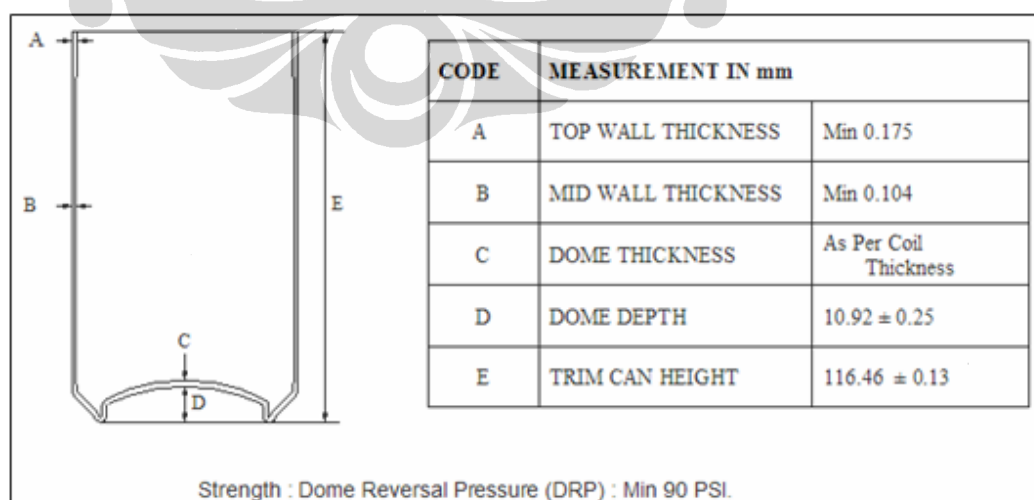 A
B
E
C
D
CODE MEASUREMENT IN mm
A TOP WALL THICKNESS Min 0.175
B MID WALL THICKNESS Min 0.104
C DOME THICKNESS As Per Coil
Thickness
D DOME DEPTH 10.92 ± 0.25
E TRIM CAN HEIGHT 116.46 ± 0.13
Strength : Dome Reversal Pressure (DRP) : Min 90 PSI.